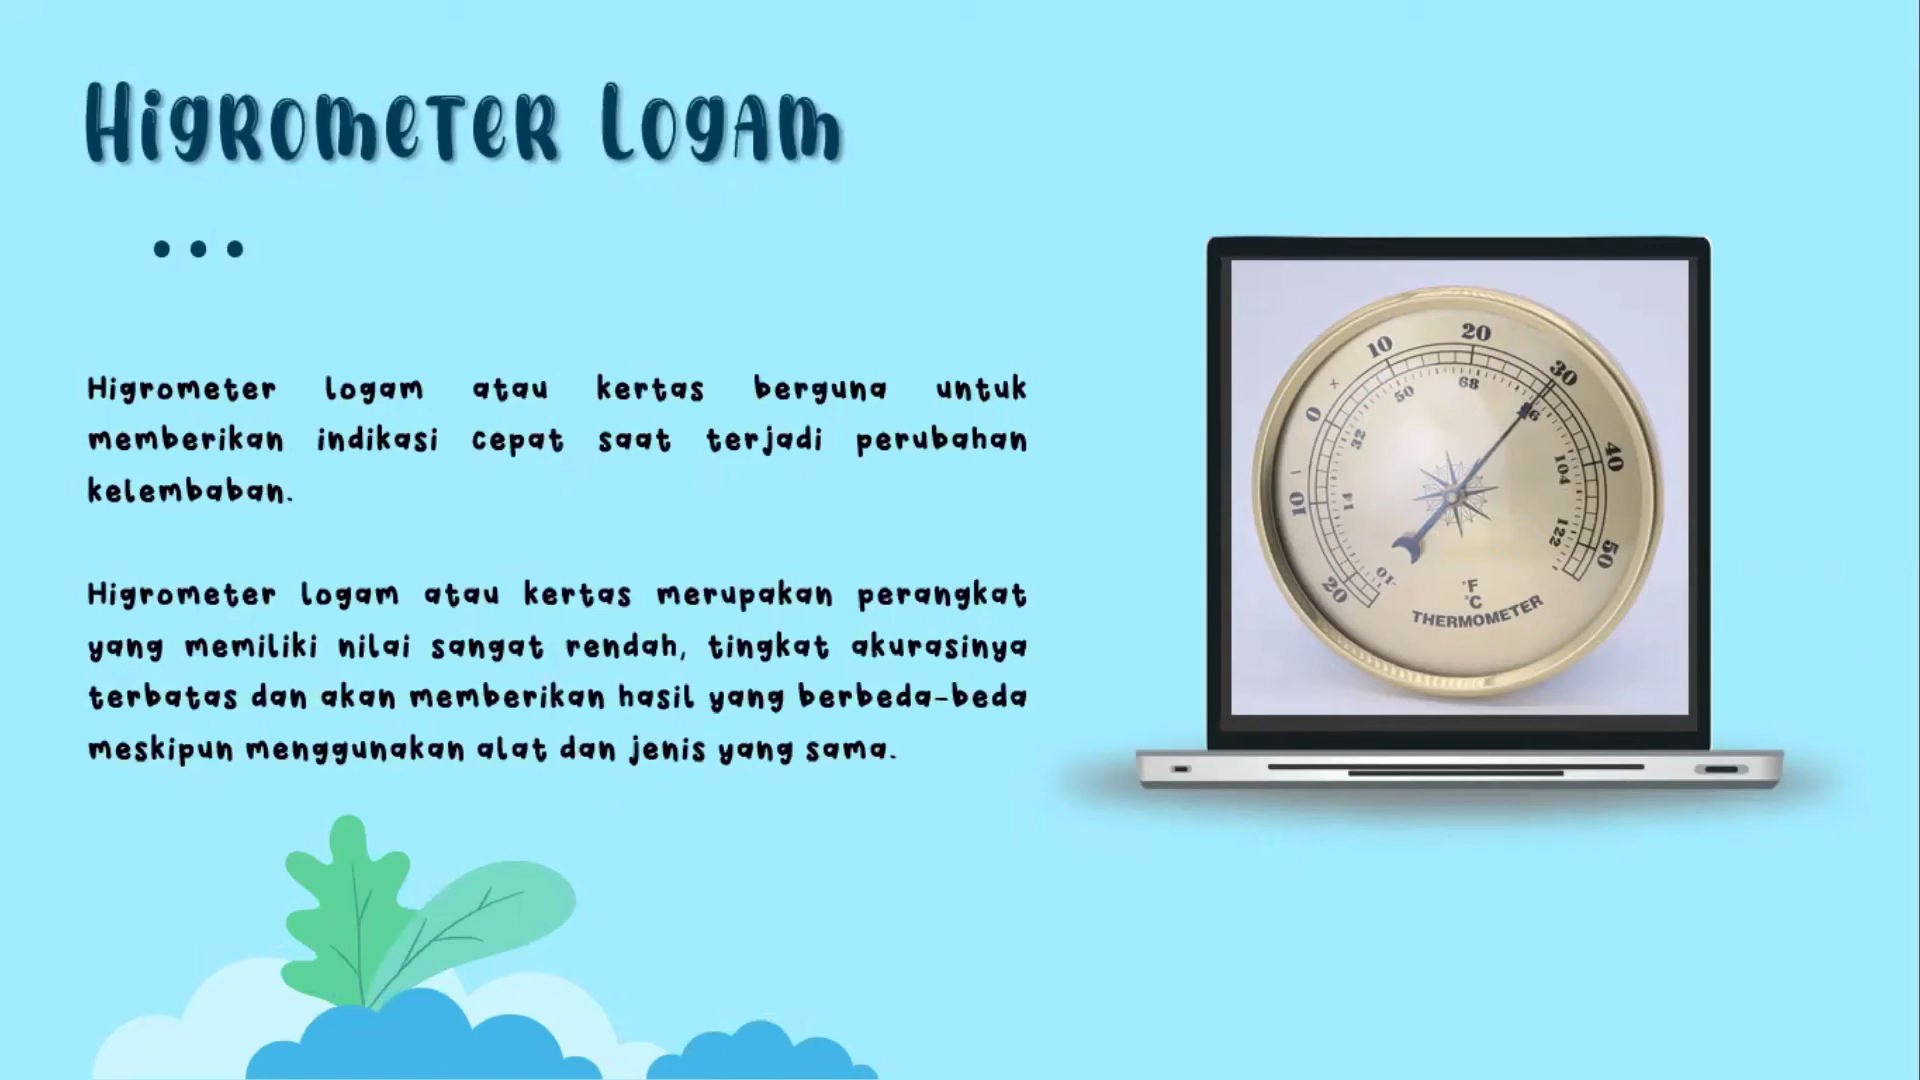 Higrometer Logam
Higrometer logam atau kertas berguna untuk
memberikan indikasi cepat saat terjadi perubahan
kelembaban.
Higrometer logam atau kertas merupakan perangkat
yang memiliki nilai sangat rendah, tingkat akurasinya
terbatas dan akan memberikan hasil yang berbeda-beda
meskipun menggunakan alat dan jenis yang sama.
20 10 0 10 20 30 40 50
-10 14 32 50 68 86 104 122
°F
°C
THERMOMETER